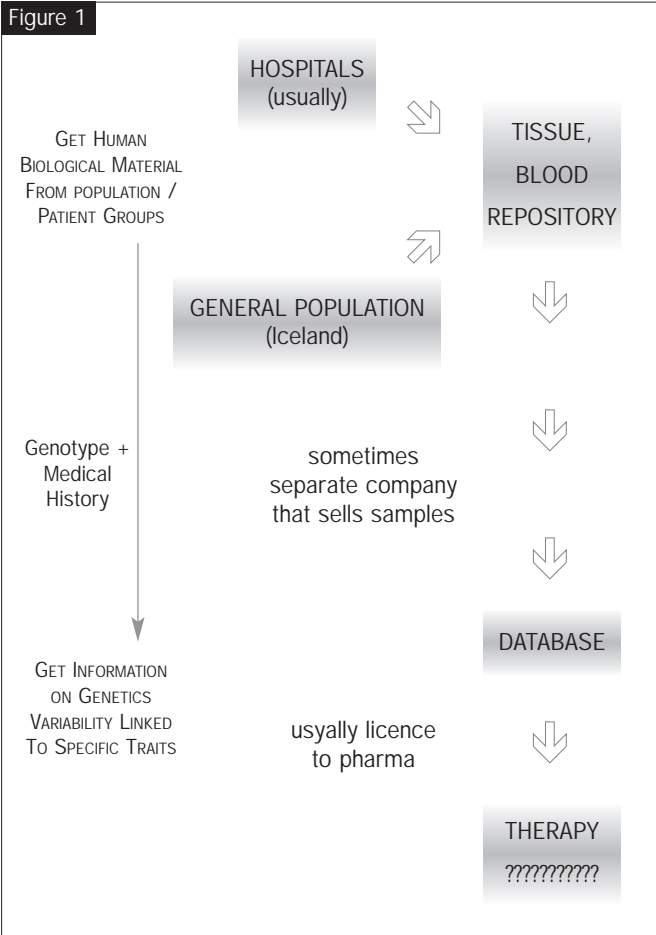 Figure 1
HOSPITALS
(usually)
GET HUMAN
BIOLOGICAL MATERIAL
FROM POPULATION /
PATIENT GROUPS
TISSUE,
BLOOD
REPOSITORY
GENERAL POPULATION
(Iceland)
Genotype +
Medical
History
sometimes
separate company
that sells samples
DATABASE
GET INFORMATION
ON GENETICS
VARIABILITY LINKED
TO SPECIFIC TRAITS
usyally licence
to pharma
THERAPY
???????????